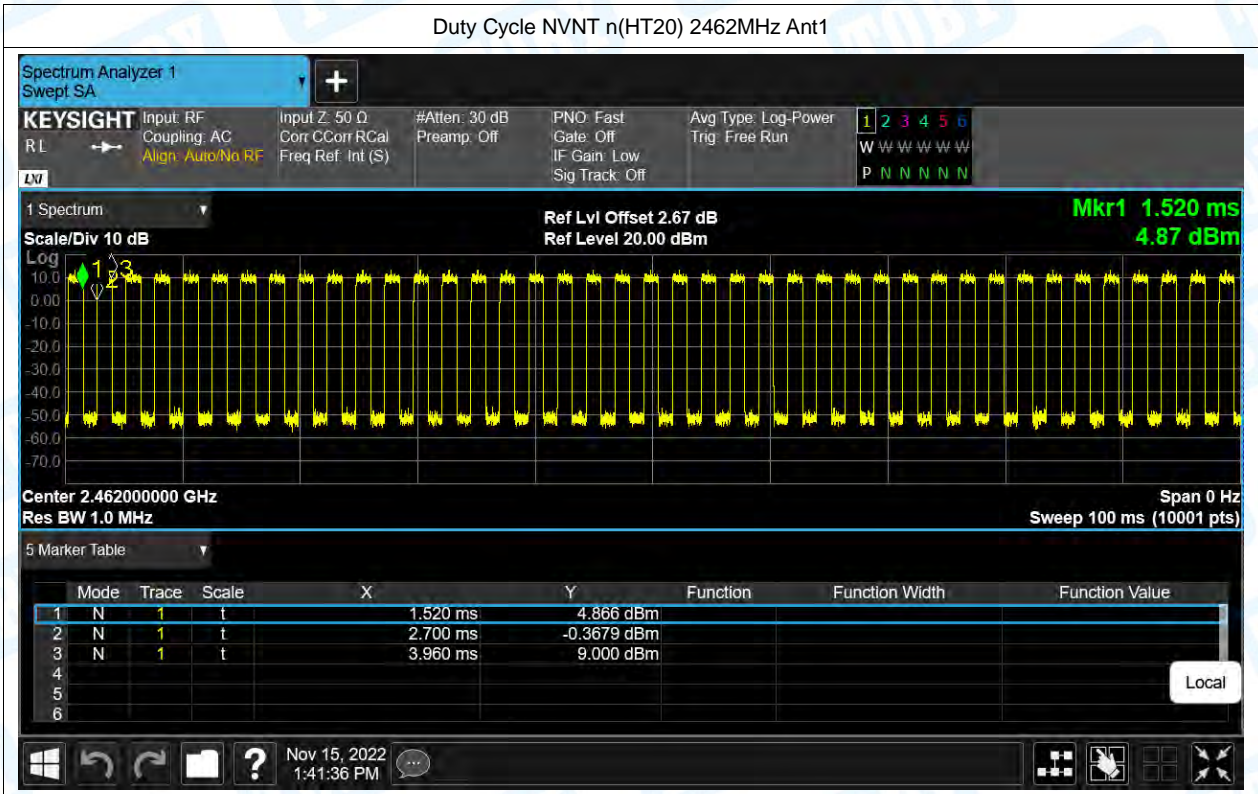 Duty Cycle NVNT n(HT20) 2462MHz Ant1
Spectrum Analyzer 1
Swept SA
+
KEYSIGHT
RL
LXI
Input: RF
Coupling: AC
Align: Auto/No RF
Input Z: 50 Ω
Corr CCorr RCal
Freq Ref: Int (S)
#Atten: 30 dB
Preamp: Off
PNO: Fast
Gate: Off
IF Gain: Low
Sig Track: Off
Avg Type: Log-Power
Trig: Free Run
1 2 3 4 5 6
W W W W W W
P N N N N N
1 Spectrum
Scale/Div 10 dB
Ref Lvl Offset 2.67 dB
Ref Level 20.00 dBm
Mkr1 1.520 ms
4.87 dBm
Log
1
2
3
10.0
0.00
-10.0
-20.0
-30.0
-40.0
-50.0
-60.0
-70.0
Center 2.462000000 GHz
Res BW 1.0 MHz
Span 0 Hz
Sweep 100 ms (10001 pts)
5 Marker Table
Mode Trace Scale X Y Function Function Width Function Value
1 N 1 t 1.520 ms 4.866 dBm
2 N 1 t 2.700 ms -0.3679 dBm
3 N 1 t 3.960 ms 9.000 dBm
4
5
6
Local
?
Nov 15, 2022
1:41:36 PM